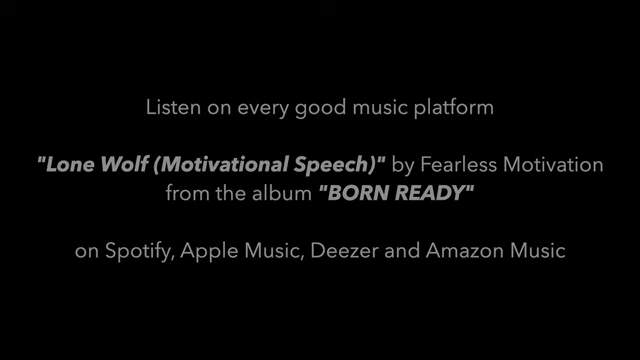 Listen on every good music platform
"Lone Wolf (Motivational Speech)" by Fearless Motivation
from the album "BORN READY"
on Spotify, Apple Music, Deezer and Amazon Music